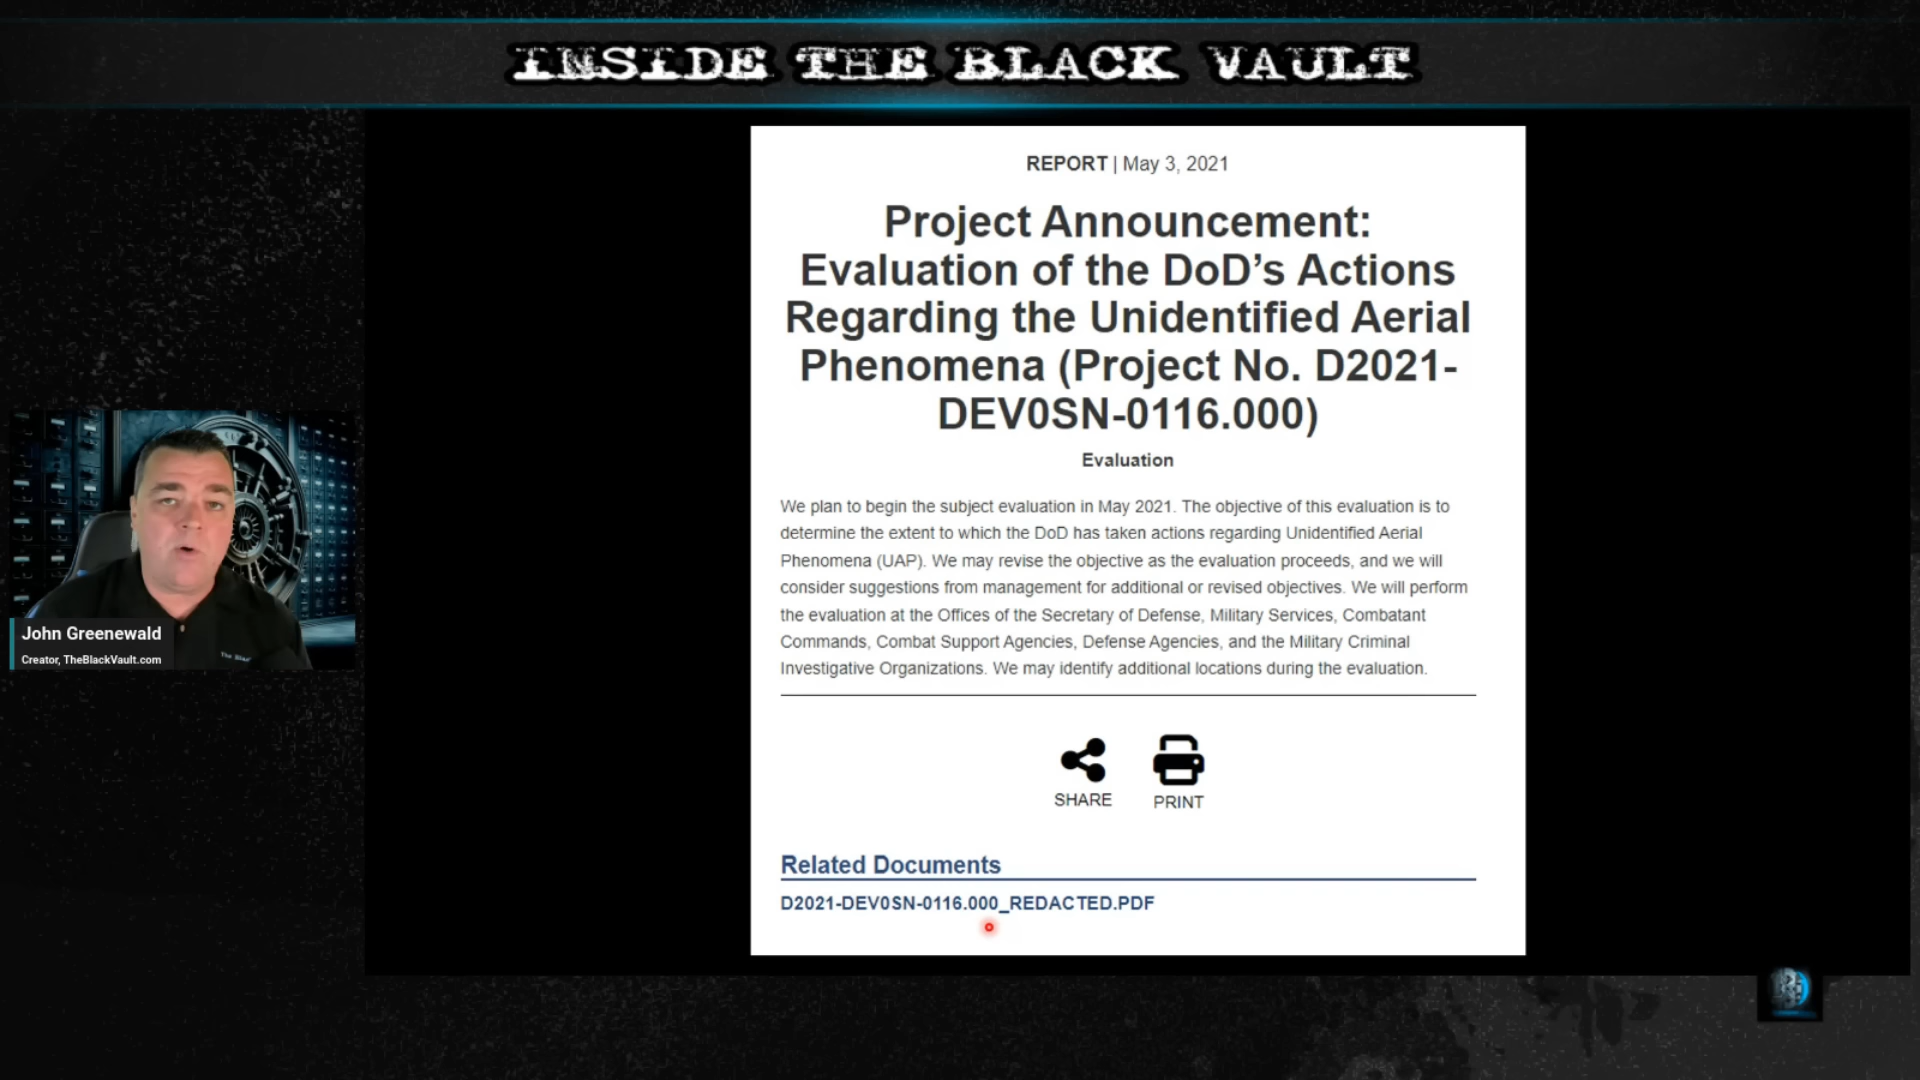 INSIDE THE BLACK VAULT
REPORT | May 3, 2021
Project Announcement:
Evaluation of the DoD’s Actions
Regarding the Unidentified Aerial
Phenomena (Project No. D2021-
DEV0SN-0116.000)
Evaluation
We plan to begin the subject evaluation in May 2021. The objective of this evaluation is to
determine the extent to which the DoD has taken actions regarding Unidentified Aerial
Phenomena (UAP). We may revise the objective as the evaluation proceeds, and we will
consider suggestions from management for additional or revised objectives. We will perform
the evaluation at the Offices of the Secretary of Defense, Military Services, Combatant
Commands, Combat Support Agencies, Defense Agencies, and the Military Criminal
Investigative Organizations. We may identify additional locations during the evaluation.
SHARE
PRINT
Related Documents
D2021-DEV0SN-0116.000_REDACTED.PDF
John Greenewald
Creator, TheBlackVault.com